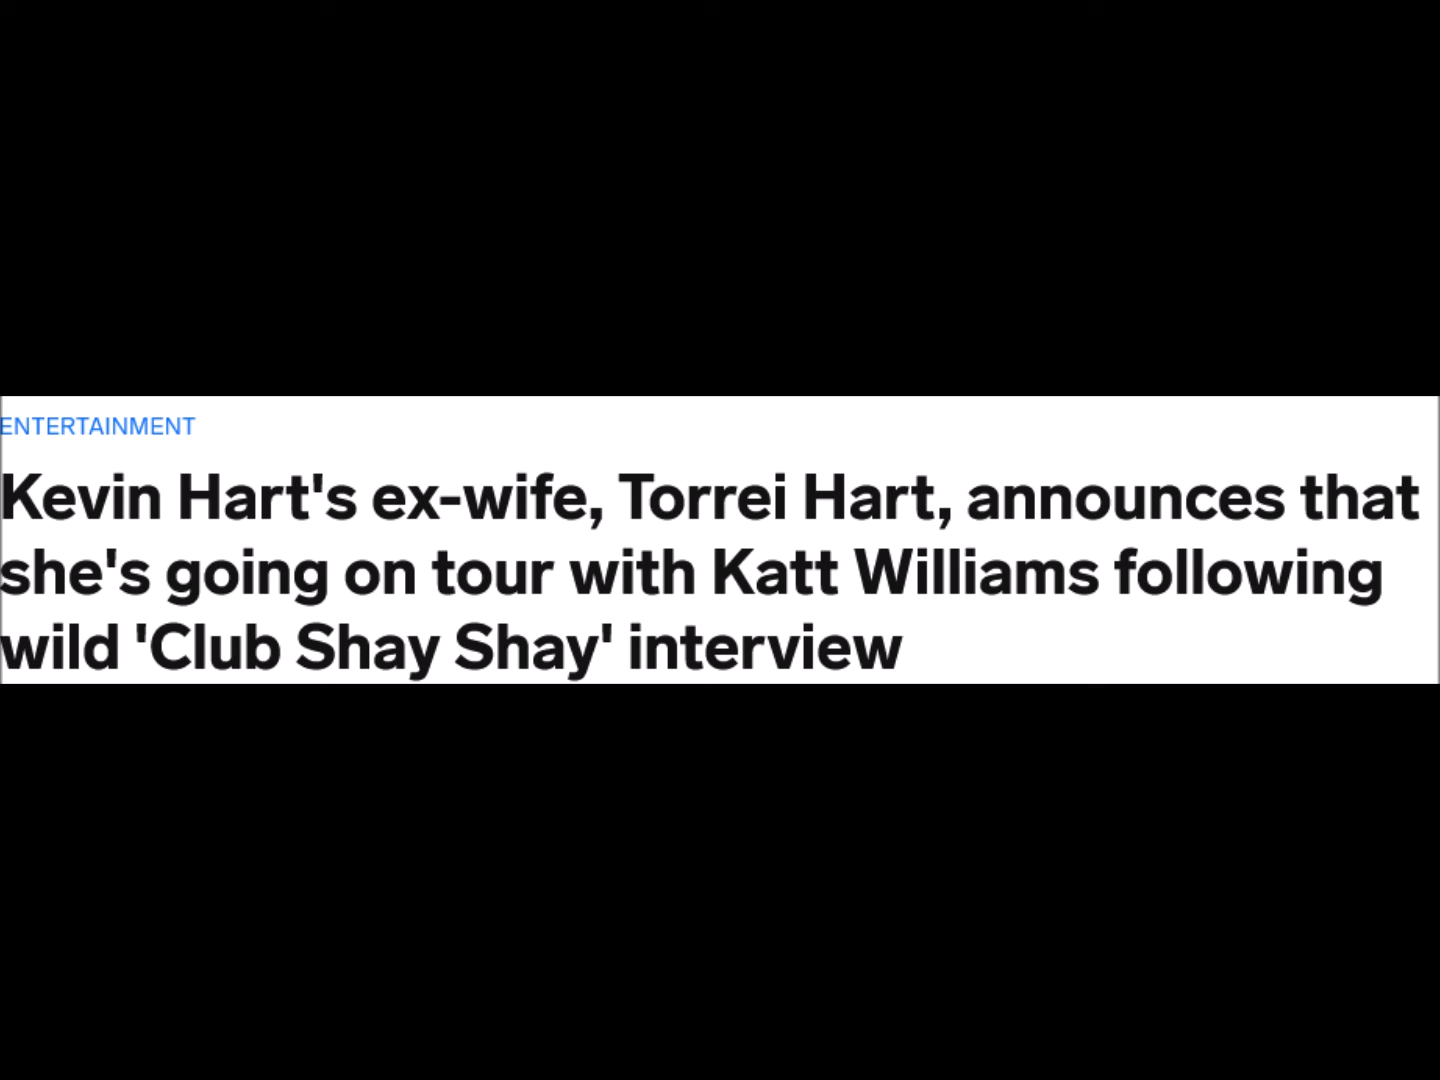 ENTERTAINMENT
Kevin Hart's ex-wife, Torrei Hart, announces that
she's going on tour with Katt Williams following
wild 'Club Shay Shay' interview